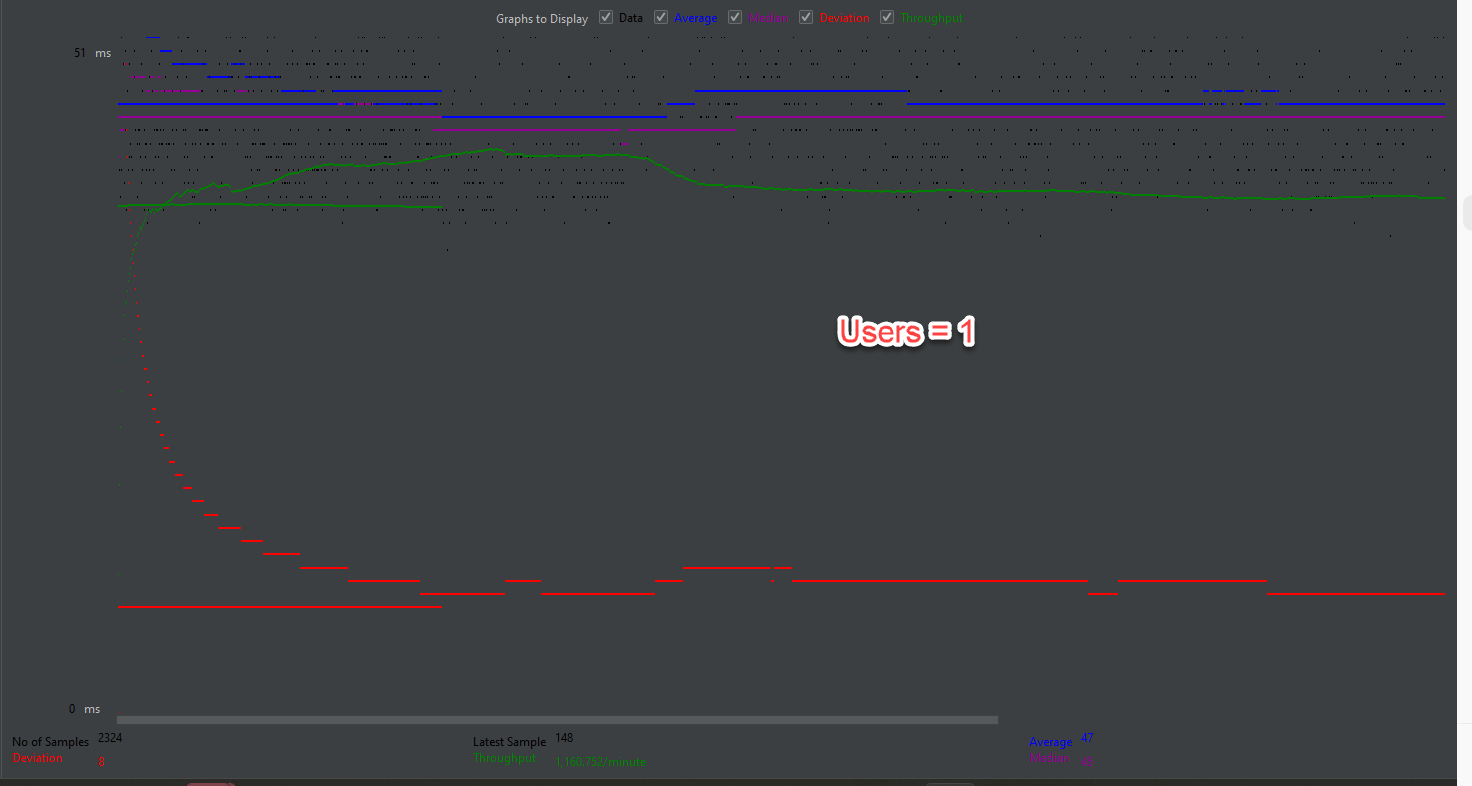 Graphs to Display Data Average Median Deviation Throughput
51 ms
Users = 1
0 ms
No of Samples 2324 Latest Sample 148 Average 47
Deviation 8 Throughput 1,160.752/minute Median